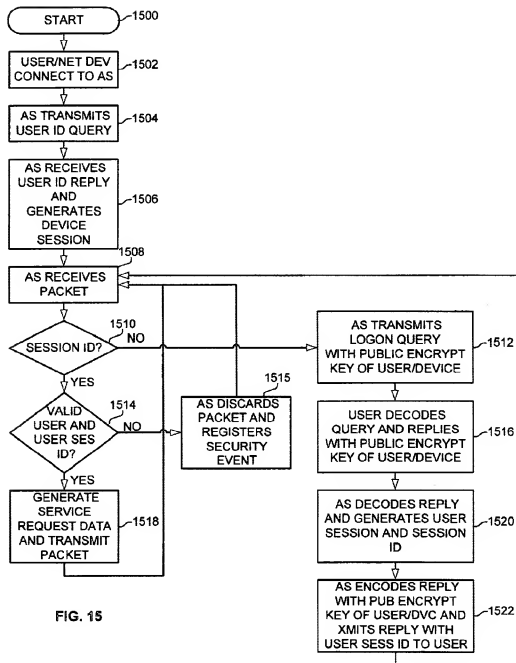 START
1500
USER/NET DEV
CONNECT TO AS
1502
AS TRANSMITS
USER ID QUERY
1504
AS RECEIVES
USER ID REPLY
AND
GENERATES
DEVICE
SESSION
1506
1508
AS RECEIVES
PACKET
SESSION ID?
1510
NO
YES
VALID
USER AND
USER SES
ID?
1514
NO
YES
1515
AS DISCARDS
PACKET AND
REGISTERS
SECURITY
EVENT
GENERATE
SERVICE
REQUEST DATA
AND TRANSMIT
PACKET
1518
AS TRANSMITS
LOGON QUERY
WITH PUBLIC ENCRYPT
KEY OF USER/DEVICE
1512
USER DECODES
QUERY AND REPLIES
WITH PUBLIC ENCRYPT
KEY OF USER/DEVICE
1516
AS DECODES REPLY
AND GENERATES USER
SESSION AND SESSION
ID
1520
AS ENCODES REPLY
WITH PUB ENCRYPT
KEY OF USER/DVC AND
XMITS REPLY WITH
USER SESS ID TO USER
1522
FIG. 15